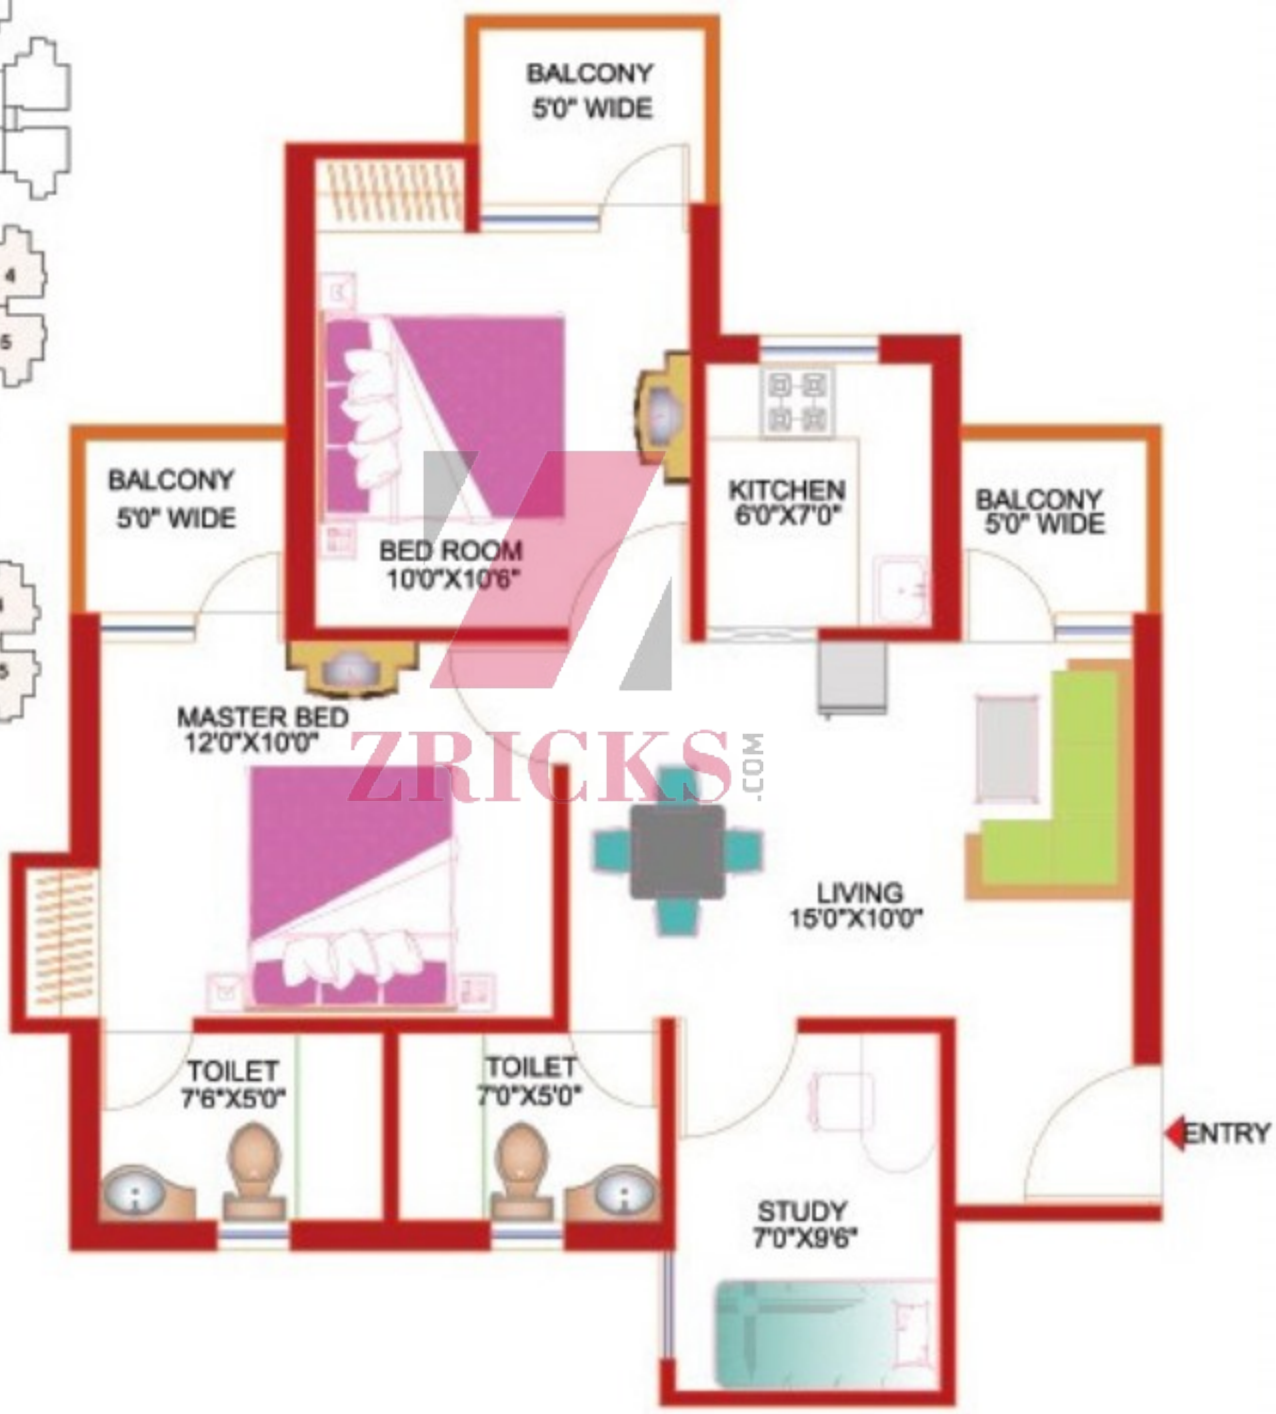 BALCONY
5'0" WIDE
4
5
BALCONY
5'0" WIDE
KITCHEN
6'0"X7'0"
BALCONY
5'0" WIDE
BED ROOM
10'0"X10'6"
5
MASTER BED
12'0"X10'0"
ZRICKS
.COM
LIVING
15'0"X10'0"
TOILET
7'6"X5'0"
TOILET
7'0"X5'0"
ENTRY
STUDY
7'0"X9'6"